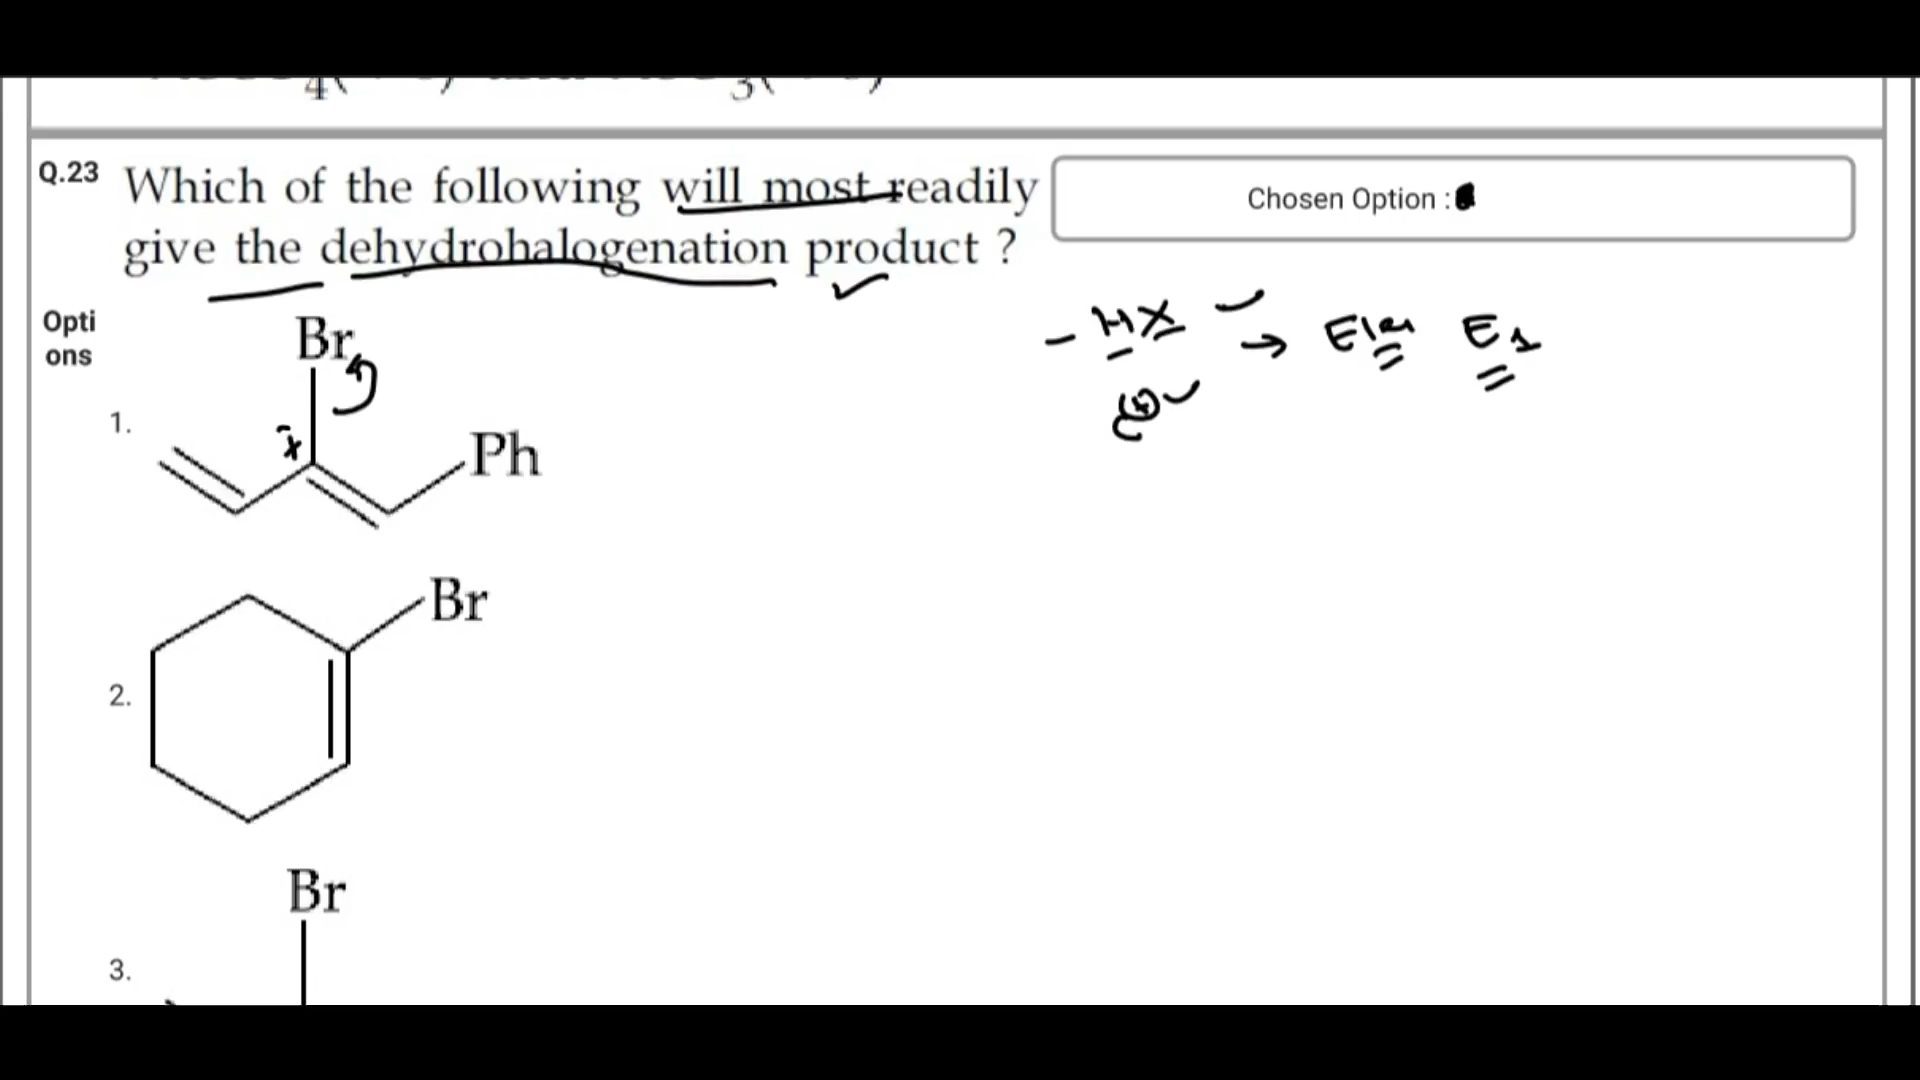 Q.23 Which of the following will most readily
give the dehydrohalogenation product ?
Chosen Option :
Opti
ons
- HX → Elm E1
1.
Br
Ph
2.
Br
3.
Br